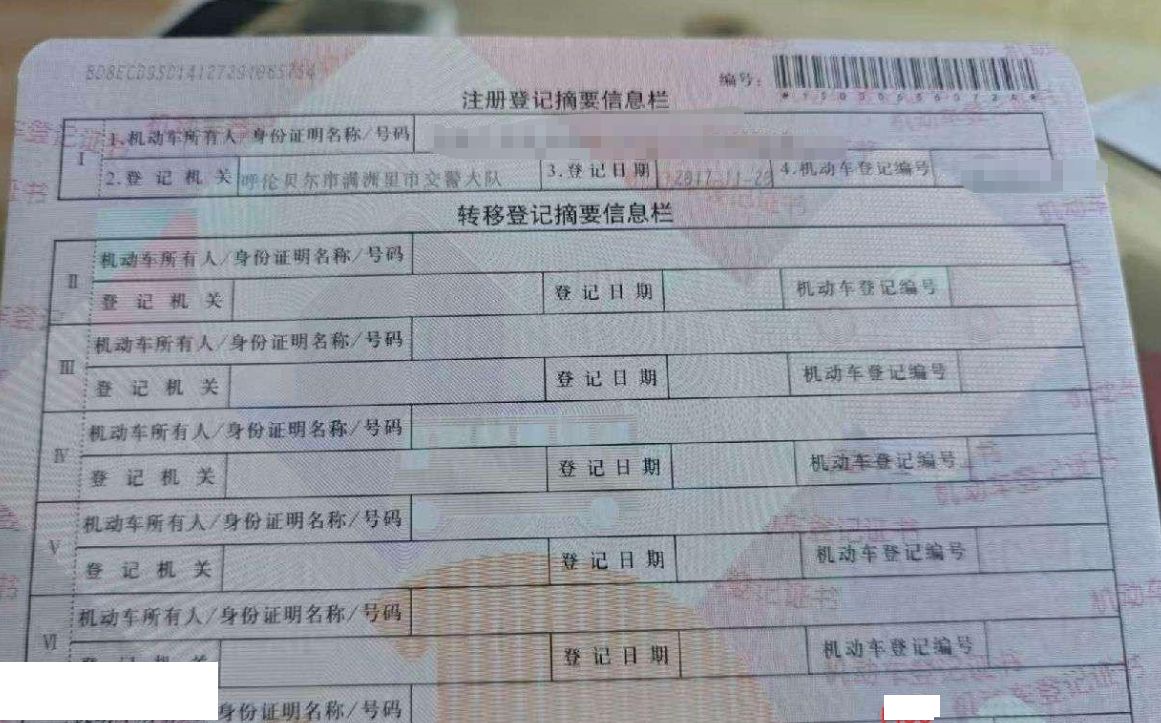 编号：
注册登记摘要信息栏
Ⅰ 1.机动车所有人/身份证明名称/号码
2.登记机关 呼伦贝尔市满洲里市交警大队 3.登记日期 2017-11-20 4.机动车登记编号
转移登记摘要信息栏
Ⅱ 机动车所有人/身份证明名称/号码
登记机关 登记日期 机动车登记编号
Ⅲ 机动车所有人/身份证明名称/号码
登记机关 登记日期 机动车登记编号
Ⅳ 机动车所有人/身份证明名称/号码
登记机关 登记日期 机动车登记编号
Ⅴ 机动车所有人/身份证明名称/号码
登记机关 登记日期 机动车登记编号
Ⅵ 机动车所有人/身份证明名称/号码
登记机关 登记日期 机动车登记编号
身份证明名称/号码